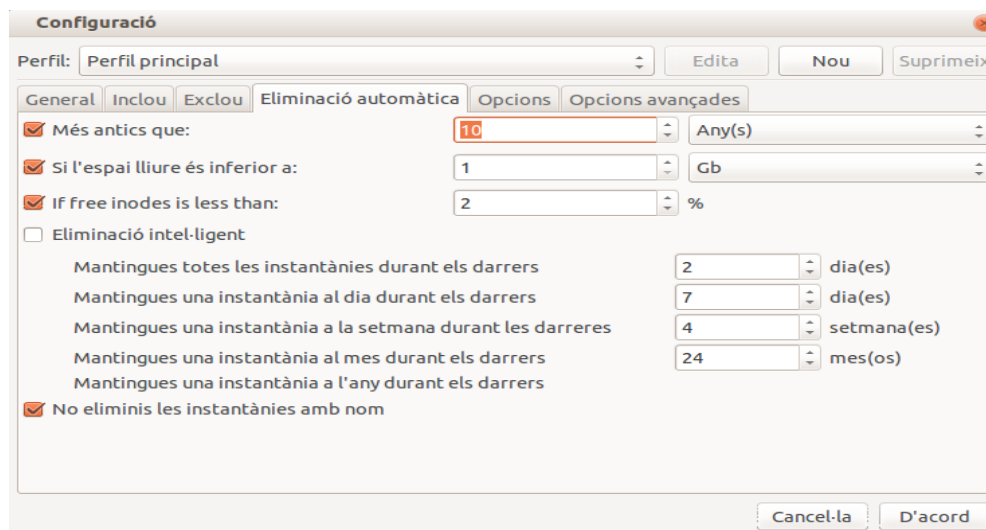 Configuració
Perfil: Perfil principal Edita Nou Suprimeix
General Inclou Exclou Eliminació automàtica Opcions Opcions avançades
Més antics que: 10 Any(s)
Si l'espai lliure és inferior a: 1 Gb
If free inodes is less than: 2 %
Eliminació intel·ligent
Mantingues totes les instantànies durant els darrers 2 dia(es)
Mantingues una instantània al dia durant els darrers 7 dia(es)
Mantingues una instantània a la setmana durant les darreres 4 setmana(es)
Mantingues una instantània al mes durant els darrers 24 mes(os)
Mantingues una instantània a l'any durant els darrers
No eliminis les instantànies amb nom
Cancel·la D'acord